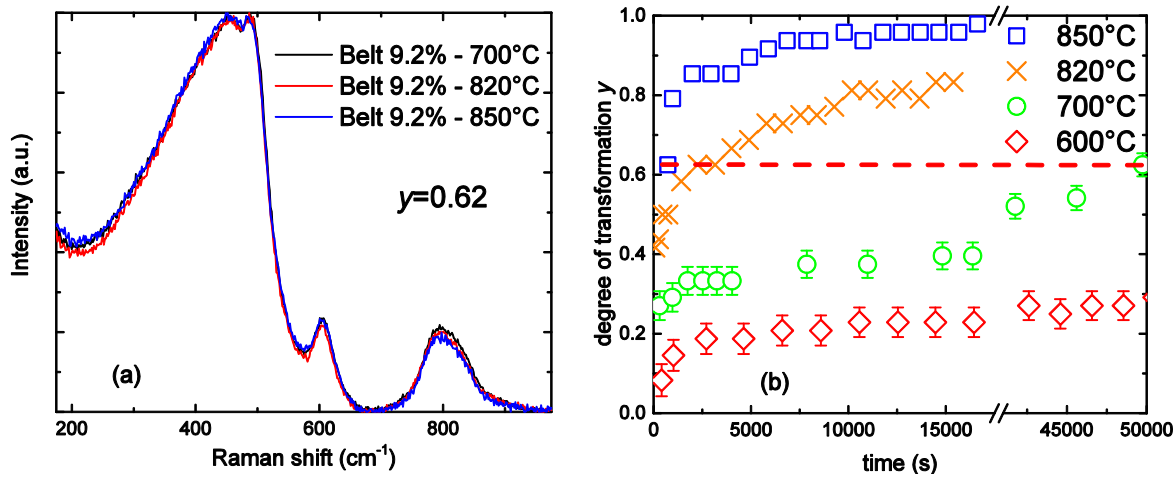 Belt 9.2% - 700°C
Belt 9.2% - 820°C
Belt 9.2% - 850°C
y=0.62
Intensity (a.u.)
(a)
200 400 600 800
Raman shift (cm-1)
1.0
0.8
0.6
0.4
0.2
0.0
degree of transformation y
850°C
820°C
700°C
600°C
(b)
0 5000 10000 15000 45000 50000
time (s)